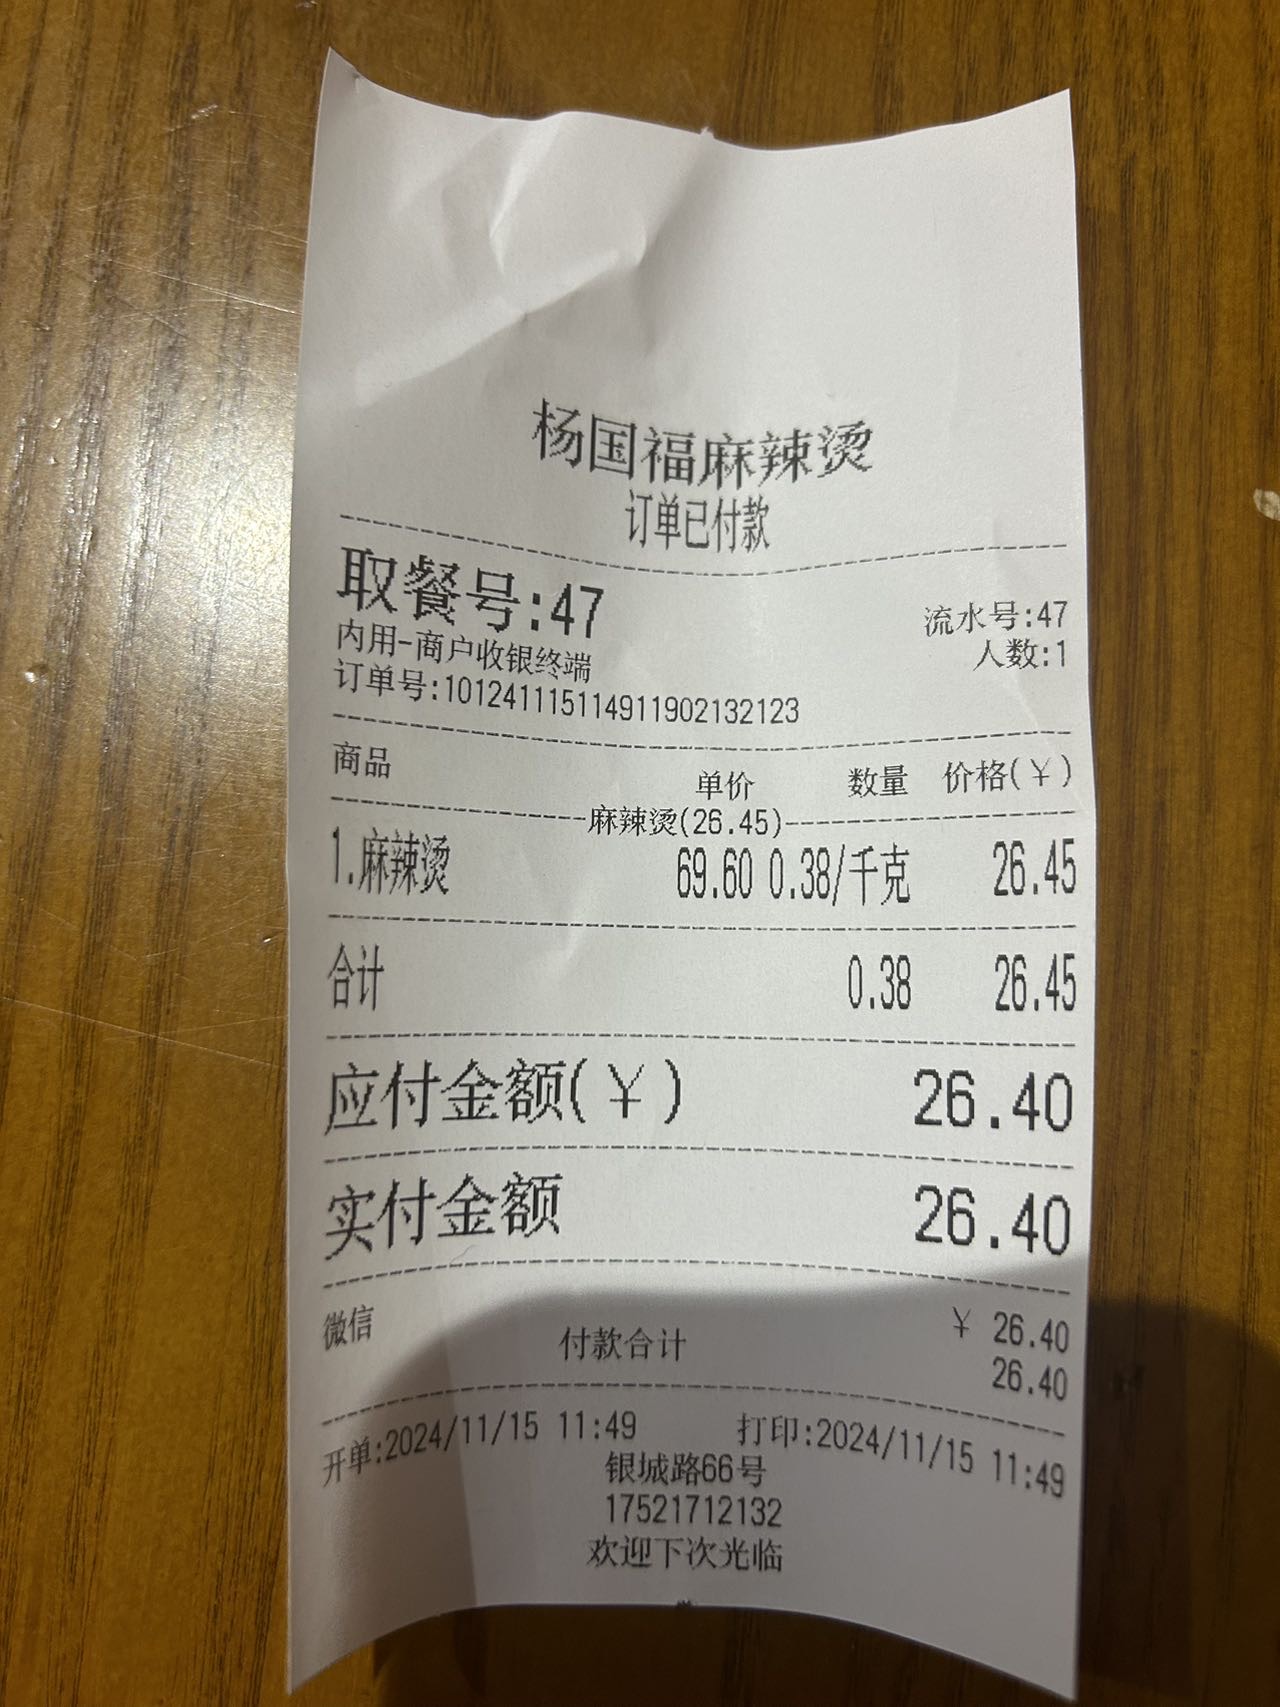 杨国福麻辣烫
订单已付款
取餐号:47
流水号:47
内用-商户收银终端
人数:1
订单号:101241115114911902132123
商品 单价 数量 价格(¥)
麻辣烫(26.45)
1.麻辣烫 69.60 0.38/千克 26.45
合计 0.38 26.45
应付金额(¥) 26.40
实付金额 26.40
微信 ¥ 26.40
付款合计 26.40
开单:2024/11/15 11:49 打印:2024/11/15 11:49
银城路66号
17521712132
欢迎下次光临